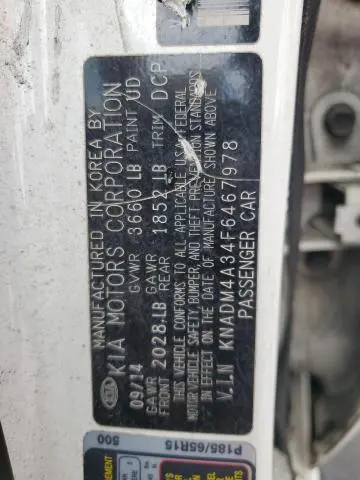 MANUFACTURED IN KOREA BY
KIA MOTORS CORPORATION
09/14 GVWR 3660 LB PAINT UD
GAWR FRONT 2028 LB GAWR REAR 1852 LB TRIM DCP
THIS VEHICLE CONFORMS TO ALL APPLICABLE U.S.A FEDERAL
MOTOR VEHICLE SAFETY, BUMPER, AND THEFT PREVENTION STANDARDS
IN EFFECT ON THE DATE OF MANUFACTURE SHOWN ABOVE
V.I.N KNADM4A34F6467978
PASSENGER CAR
P185/65R15
500